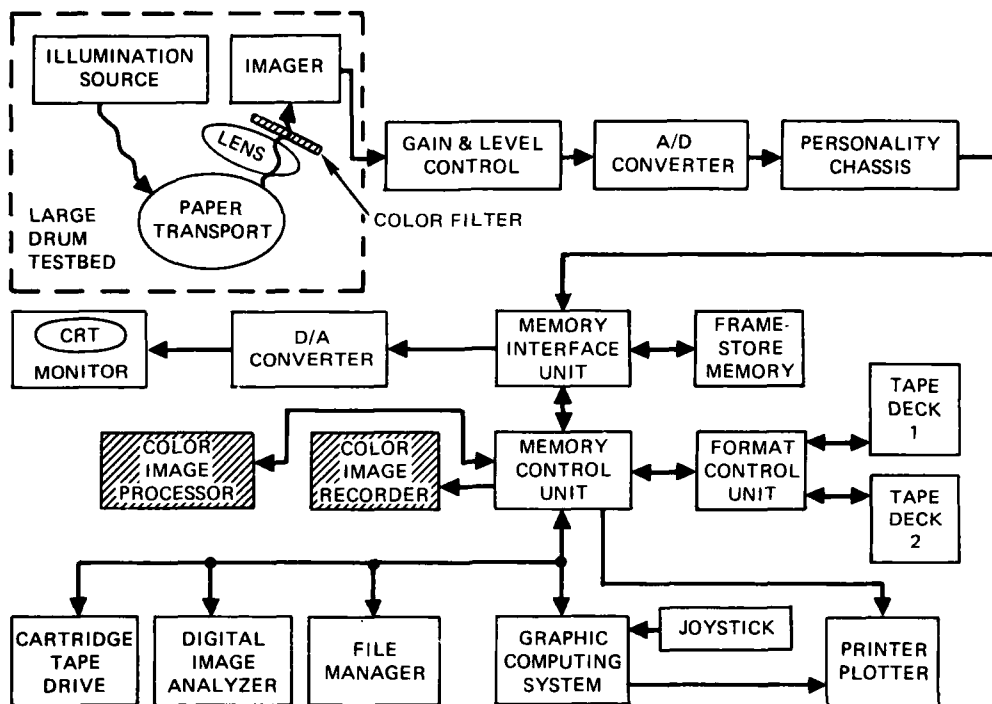 ILLUMINATION
SOURCE
IMAGER
LENS
PAPER
TRANSPORT
LARGE
DRUM
TESTBED
COLOR FILTER
GAIN & LEVEL
CONTROL
A/D
CONVERTER
PERSONALITY
CHASSIS
CRT
MONITOR
D/A
CONVERTER
MEMORY
INTERFACE
UNIT
FRAME-
STORE
MEMORY
TAPE
DECK
1
COLOR
IMAGE
PROCESSOR
COLOR
IMAGE
RECORDER
MEMORY
CONTROL
UNIT
FORMAT
CONTROL
UNIT
TAPE
DECK
2
CARTRIDGE
TAPE
DRIVE
DIGITAL
IMAGE
ANALYZER
FILE
MANAGER
GRAPHIC
COMPUTING
SYSTEM
JOYSTICK
PRINTER
PLOTTER